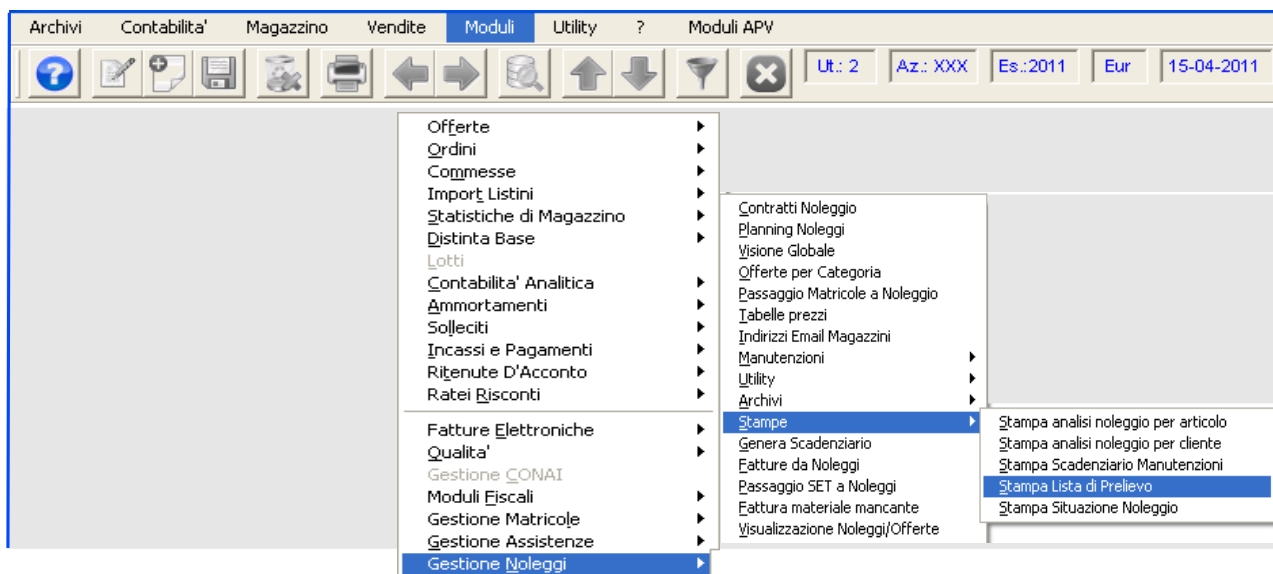 Archivi Contabilita' Magazzino Vendite Moduli Utility ? Moduli APV
Ut.: 2 Az.: XXX Es.:2011 Eur 15-04-2011
Offerte
Ordini
Commesse
Import Listini
Statistiche di Magazzino
Distinta Base
Lotti
Contabilita' Analitica
Ammortamenti
Solleciti
Incassi e Pagamenti
Ritenute D'Acconto
Ratei Risconti
Fatture Elettroniche
Qualita'
Gestione CONAI
Moduli Fiscali
Gestione Matricole
Gestione Assistenze
Gestione Noleggi
Contratti Noleggio
Planning Noleggi
Visione Globale
Offerte per Categoria
Passaggio Matricole a Noleggio
Tabelle prezzi
Indirizzi Email Magazzini
Manutenzioni
Utility
Archivi
Stampe
Genera Scadenziario
Fatture da Noleggi
Passaggio SET a Noleggi
Fattura materiale mancante
Visualizzazione Noleggi/Offerte
Stampa analisi noleggio per articolo
Stampa analisi noleggio per cliente
Stampa Scadenziario Manutenzioni
Stampa Lista di Prelievo
Stampa Situazione Noleggio